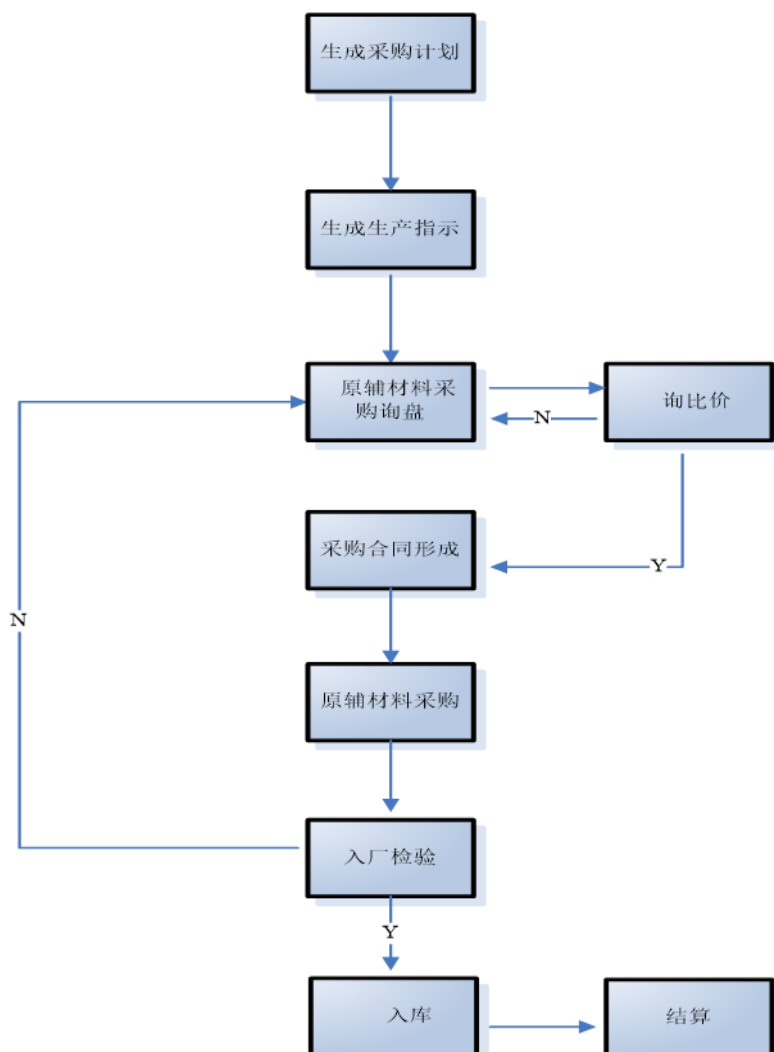 生成采购计划
生成生产指示
原辅材料采
购询盘
询比价
N
采购合同形成
Y
N
原辅材料采购
入厂检验
Y
入库
结算